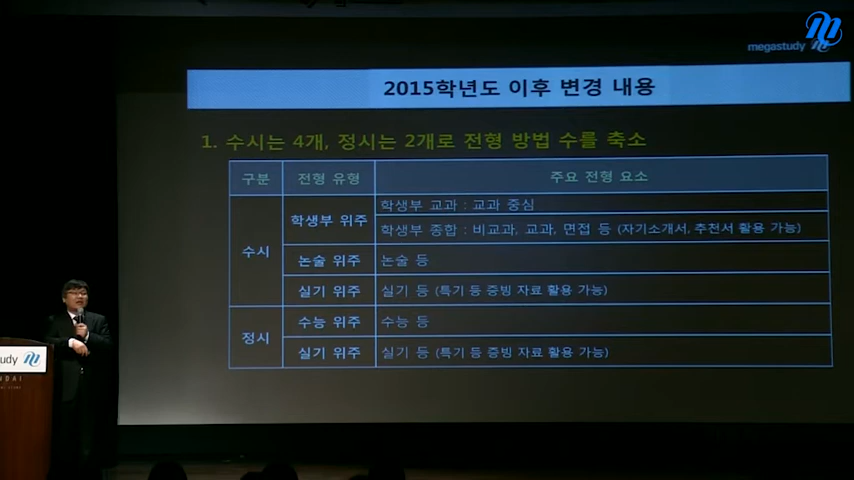 megastudy
2015학년도 이후 변경 내용
1. 수시는 4개, 정시는 2개로 전형 방법 수를 축소
구분 전형 유형 주요 전형 요소
수시 학생부 위주 학생부 교과 : 교과 중심
학생부 종합 : 비교과, 교과, 면접 등 (자기소개서, 추천서 활용 가능)
논술 위주 논술 등
실기 위주 실기 등 (특기 등 증빙 자료 활용 가능)
정시 수능 위주 수능 등
실기 위주 실기 등 (특기 등 증빙 자료 활용 가능)
tudy
NDAI